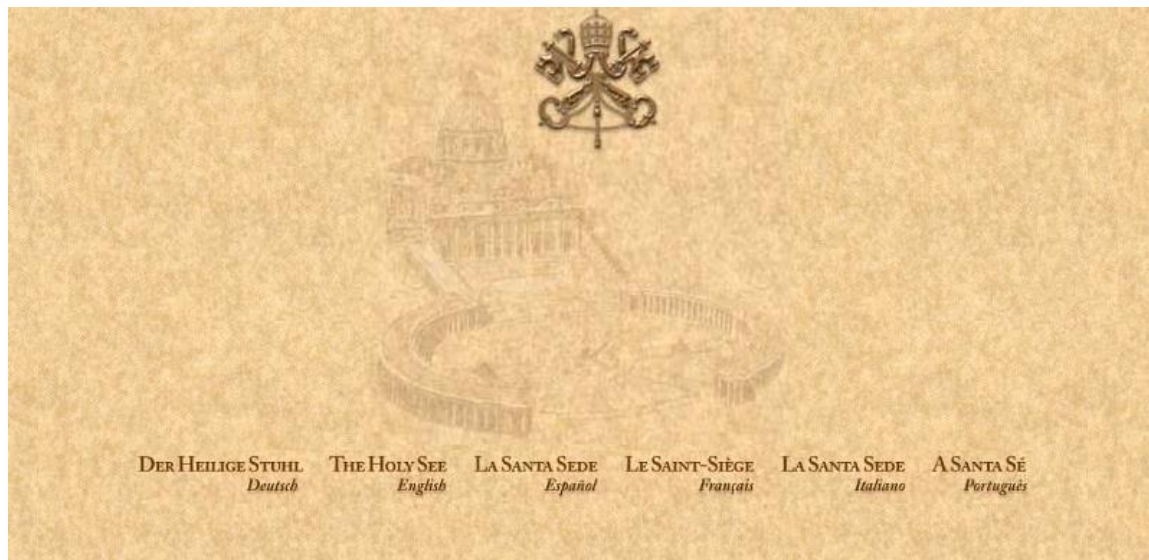 DER HEILIGE STUHL THE HOLY SEE LA SANTA SEDE LE SAINT-SIÈGE LA SANTA SEDE A SANTA SÉ
Deutsch English Español Français Italiano Português